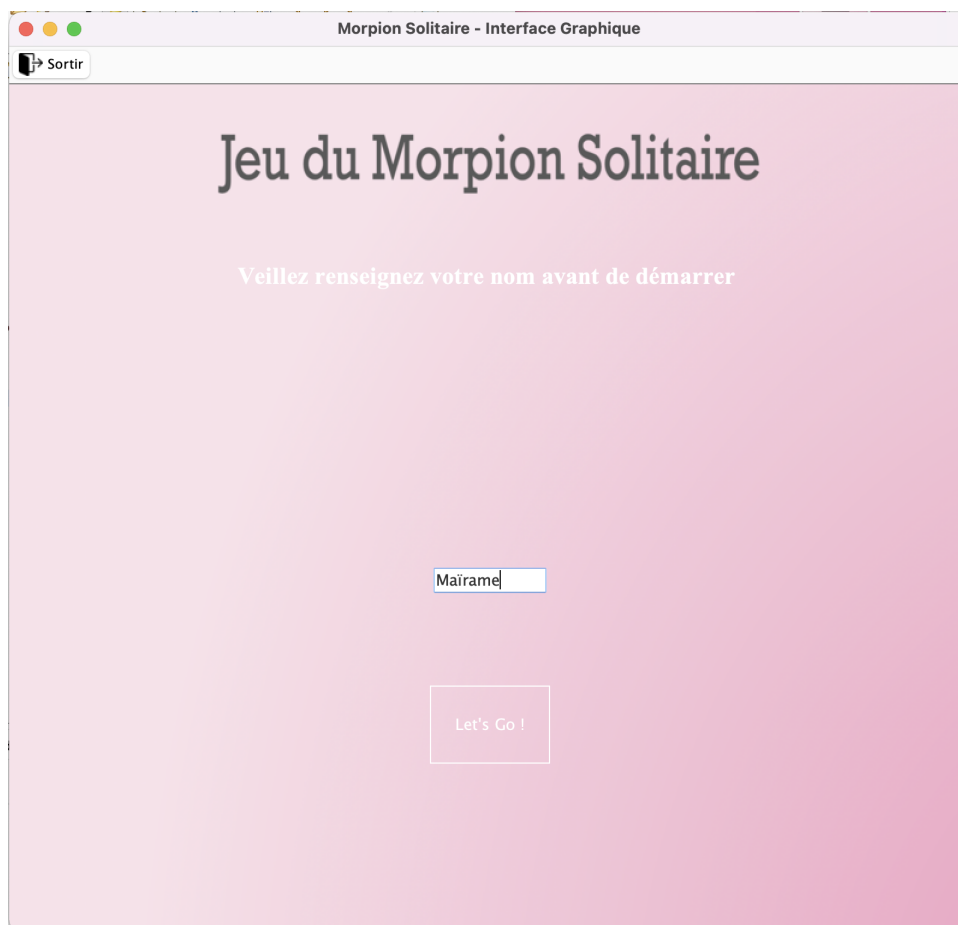 Morpion Solitaire - Interface Graphique
Sortir
Jeu du Morpion Solitaire
Veillez renseignez votre nom avant de démarrer
Maïrame
Let's Go !